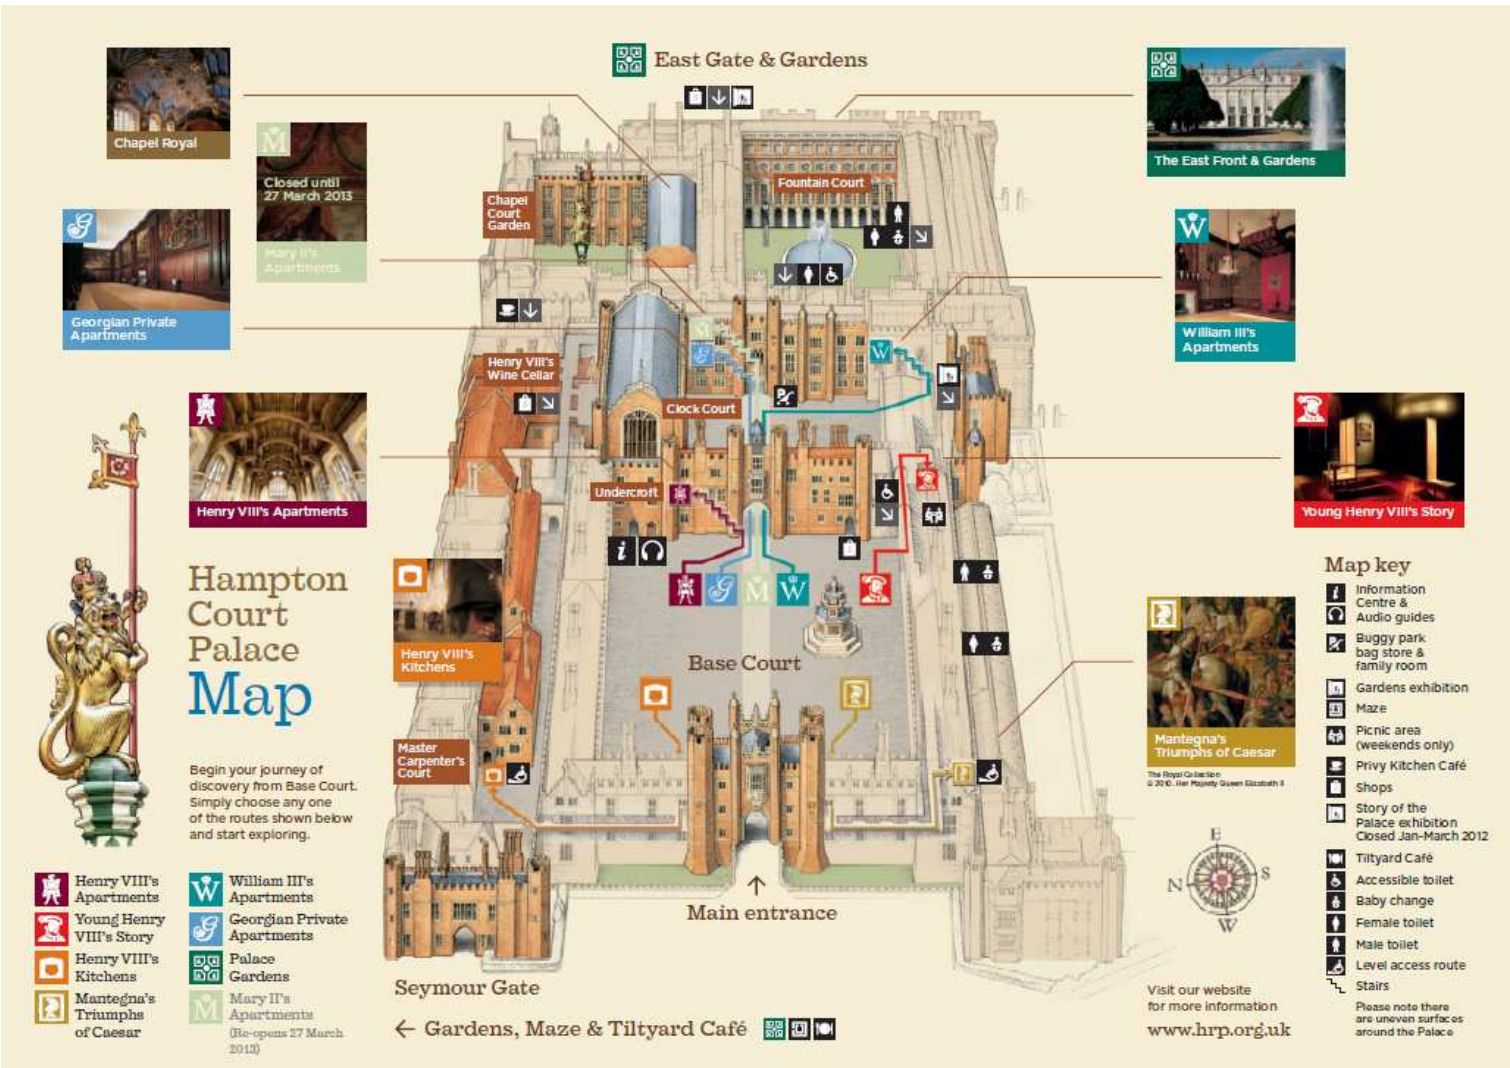 East Gate & Gardens
Chapel Royal
Closed until
27 March 2013
Mary II's
Apartments
Georgian Private
Apartments
Henry VIII's Apartments
The East Front & Gardens
William III's
Apartments
Young Henry VIII's Story
Chapel
Court
Garden
Fountain Court
Henry VIII's
Wine Cellar
Clock Court
Undercroft
Hampton
Court
Palace
Map
Begin your journey of
discovery from Base Court.
Simply choose any one
of the routes shown below
and start exploring.
Henry VIII's
Kitchens
Base Court
Master
Carpenter's
Court
Mantegna's
Triumphs of Caesar
The Royal Collection
© 2010, Her Majesty Queen Elizabeth II
Main entrance
Seymour Gate
← Gardens, Maze & Tiltyard Café
Henry VIII's
Apartments
Young Henry
VIII's Story
Henry VIII's
Kitchens
Mantegna's
Triumphs
of Caesar
William III's
Apartments
Georgian Private
Apartments
Palace
Gardens
Mary II's
Apartments
(Re-opens 27 March
2013)
E
N
S
W
Visit our website
for more information
www.hrp.org.uk
Map key
Information
Centre &
Audio guides
Buggy park
bag store &
family room
Gardens exhibition
Maze
Picnic area
(weekends only)
Privy Kitchen Café
Shops
Story of the
Palace exhibition
Closed Jan-March 2012
Tiltyard Café
Accessible toilet
Baby change
Female toilet
Male toilet
Level access route
Stairs
Please note there
are uneven surfaces
around the Palace